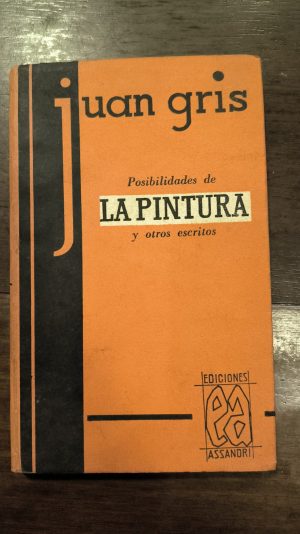 juan gris
Posibilidades de
LA PINTURA
y otros escritos
EDICIONES
ea
ASSANDRI